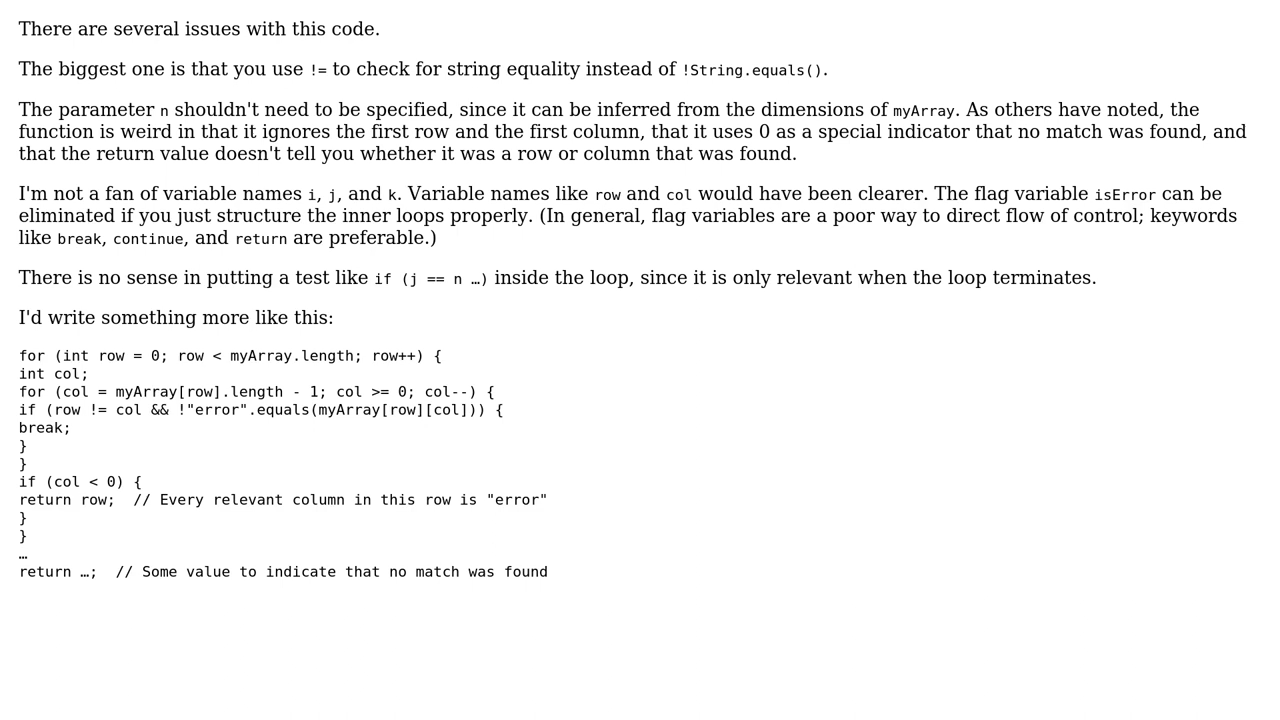 There are several issues with this code.
The biggest one is that you use != to check for string equality instead of !String.equals().
The parameter n shouldn't need to be specified, since it can be inferred from the dimensions of myArray. As others have noted, the
function is weird in that it ignores the first row and the first column, that it uses 0 as a special indicator that no match was found, and
that the return value doesn't tell you whether it was a row or column that was found.
I'm not a fan of variable names i, j, and k. Variable names like row and col would have been clearer. The flag variable isError can be
eliminated if you just structure the inner loops properly. (In general, flag variables are a poor way to direct flow of control; keywords
like break, continue, and return are preferable.)
There is no sense in putting a test like if (j == n …) inside the loop, since it is only relevant when the loop terminates.
I'd write something more like this:
for (int row = 0; row < myArray.length; row++) {
int col;
for (col = myArray[row].length - 1; col >= 0; col--) {
if (row != col && !"error".equals(myArray[row][col])) {
break;
}
}
if (col < 0) {
return row;  // Every relevant column in this row is "error"
}
}
…
return …;  // Some value to indicate that no match was found